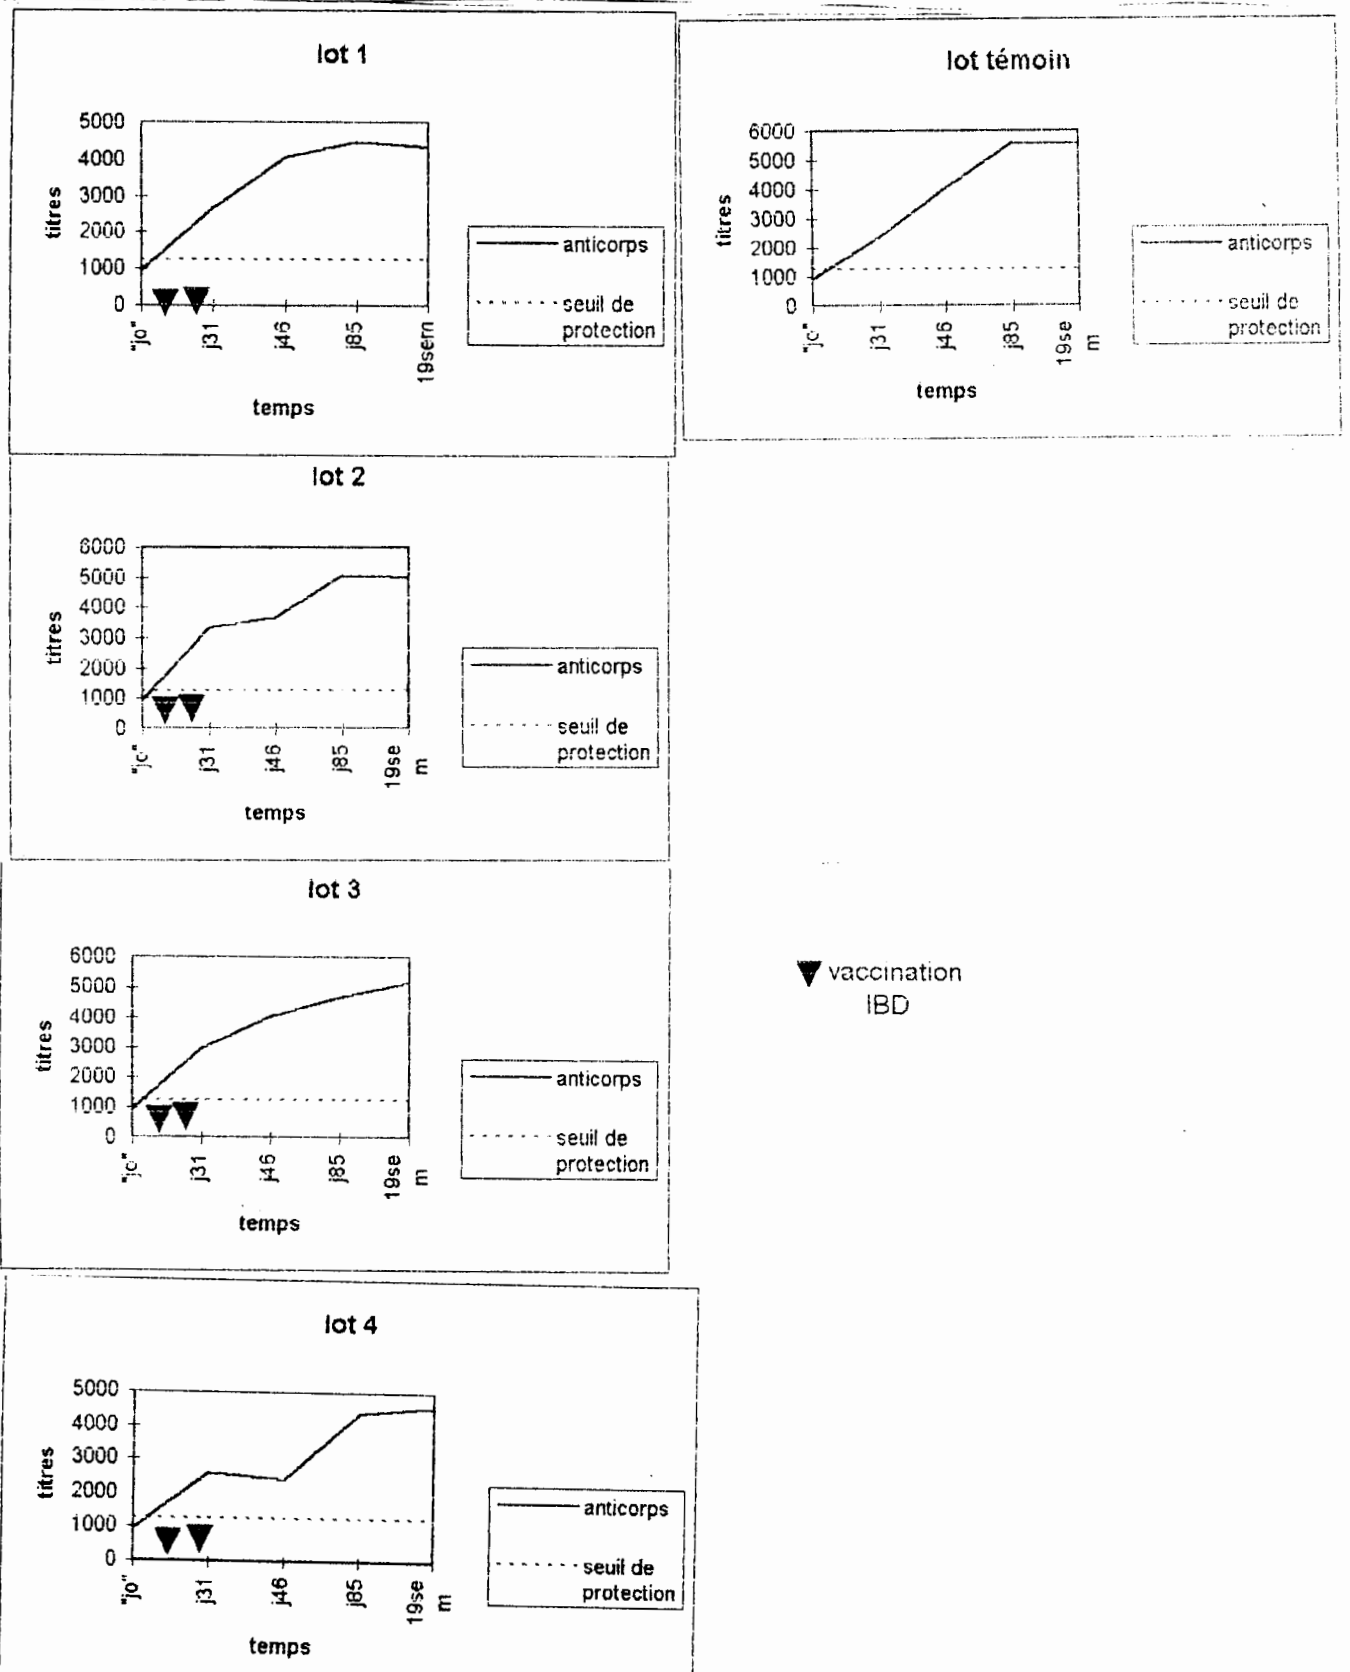 lot 1
5000
4000
3000
2000
1000
0
titres
"jo"
j31
j46
j85
19sem
temps
anticorps
seuil de
protection
lot témoin
6000
5000
4000
3000
2000
1000
0
titres
"jo"
j31
j46
j85
19se
m
temps
anticorps
seuil de
protection
lot 2
6000
5000
4000
3000
2000
1000
0
titres
"jo"
j31
j46
j85
19se
m
temps
anticorps
seuil de
protection
lot 3
6000
5000
4000
3000
2000
1000
0
titres
"jo"
j31
j46
j85
19se
m
temps
anticorps
seuil de
protection
vaccination
IBD
lot 4
5000
4000
3000
2000
1000
0
titres
"jo"
j31
j46
j85
19se
m
temps
anticorps
seuil de
protection